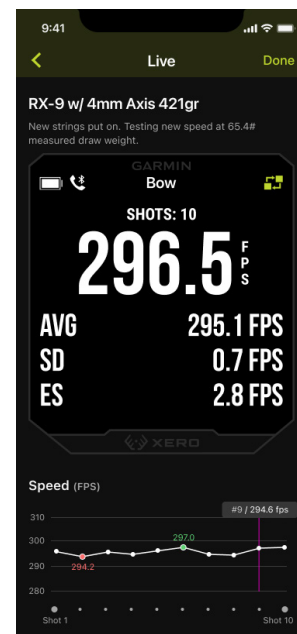 9:41
Live
Done
RX-9 w/ 4mm Axis 421gr
New strings put on. Testing new speed at 65.4#
measured draw weight.
GARMIN
Bow
SHOTS: 10
296.5 FPS
AVG 295.1 FPS
SD 0.7 FPS
ES 2.8 FPS
XERO
Speed (FPS)
#9 / 294.6 fps
310
300
297.0
290
294.2
280
Shot 1
Shot 10